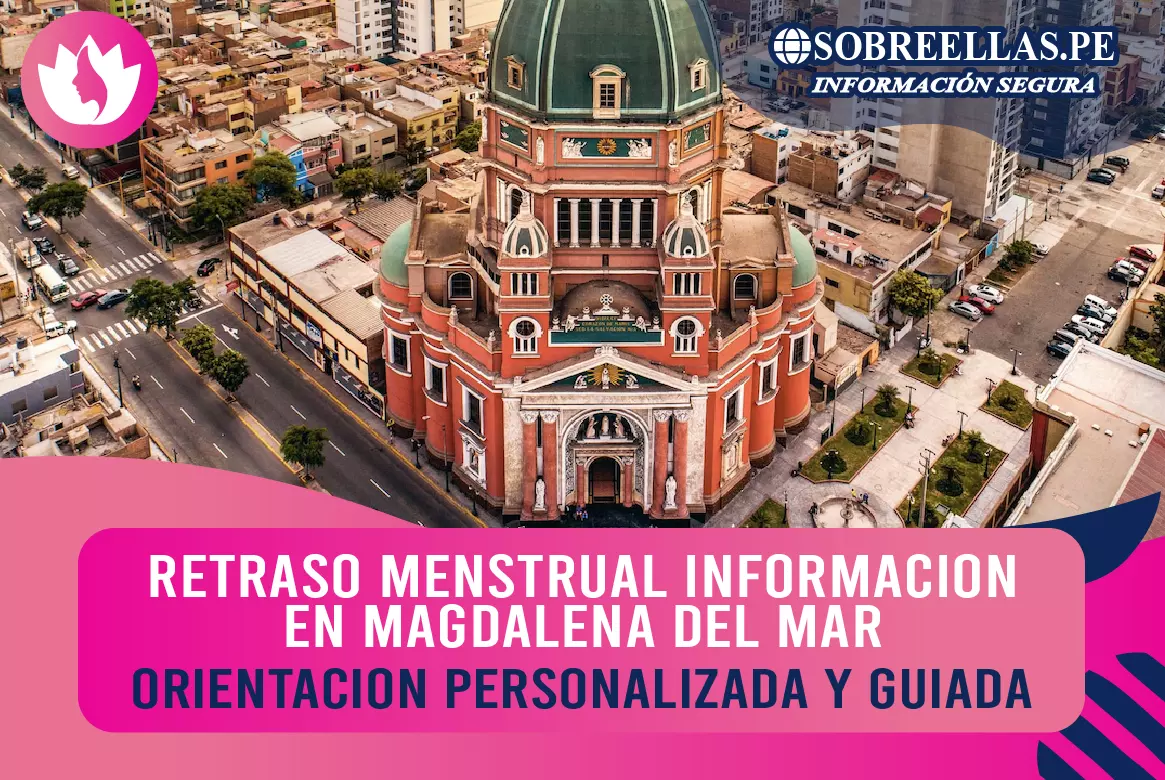 SOBREELLAS.PE
INFORMACIÓN SEGURA
RETRASO MENSTRUAL INFORMACION
EN MAGDALENA DEL MAR
ORIENTACION PERSONALIZADA Y GUIADA